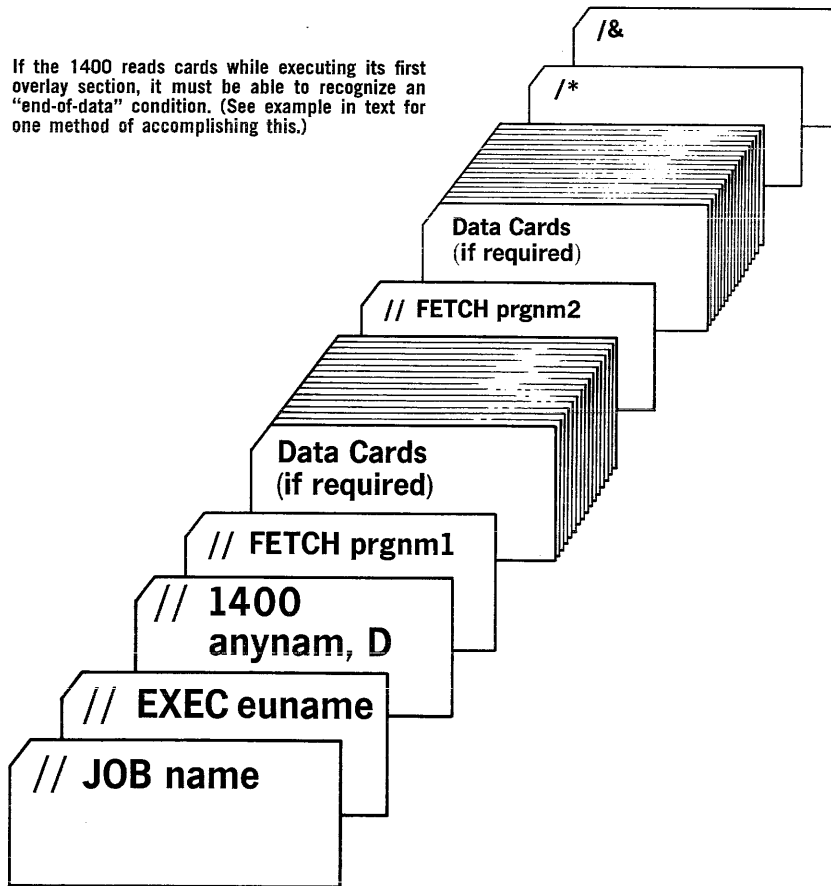 If the 1400 reads cards while executing its first
overlay section, it must be able to recognize an
"end-of-data" condition. (See example in text for
one method of accomplishing this.)
/&
/*
Data Cards
(if required)
// FETCH prgnm2
Data Cards
(if required)
// FETCH prgnm1
// 1400
anynam, D
// EXEC euname
// JOB name